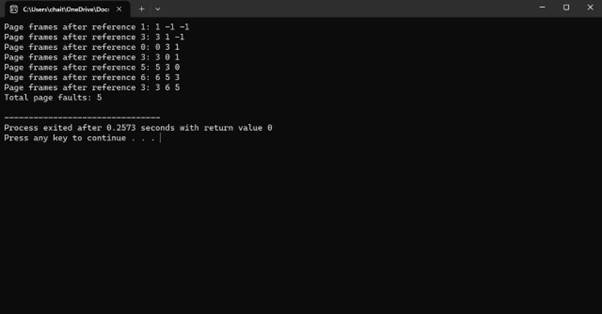 C:\Users\chait\OneDrive\Docu
Page frames after reference 1: 1 -1 -1
Page frames after reference 3: 3 1 -1
Page frames after reference 0: 0 3 1
Page frames after reference 3: 3 0 1
Page frames after reference 5: 5 3 0
Page frames after reference 6: 6 5 3
Page frames after reference 3: 3 6 5
Total page faults: 5
--------------------------------
Process exited after 0.2573 seconds with return value 0
Press any key to continue . . .